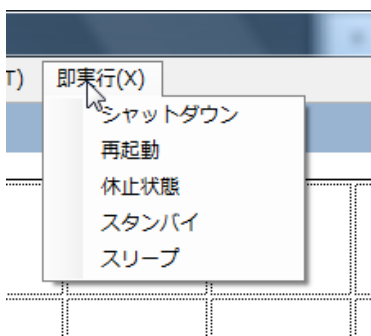 T) 即実行(X)
シャットダウン
再起動
休止状態
スタンバイ
スリープ